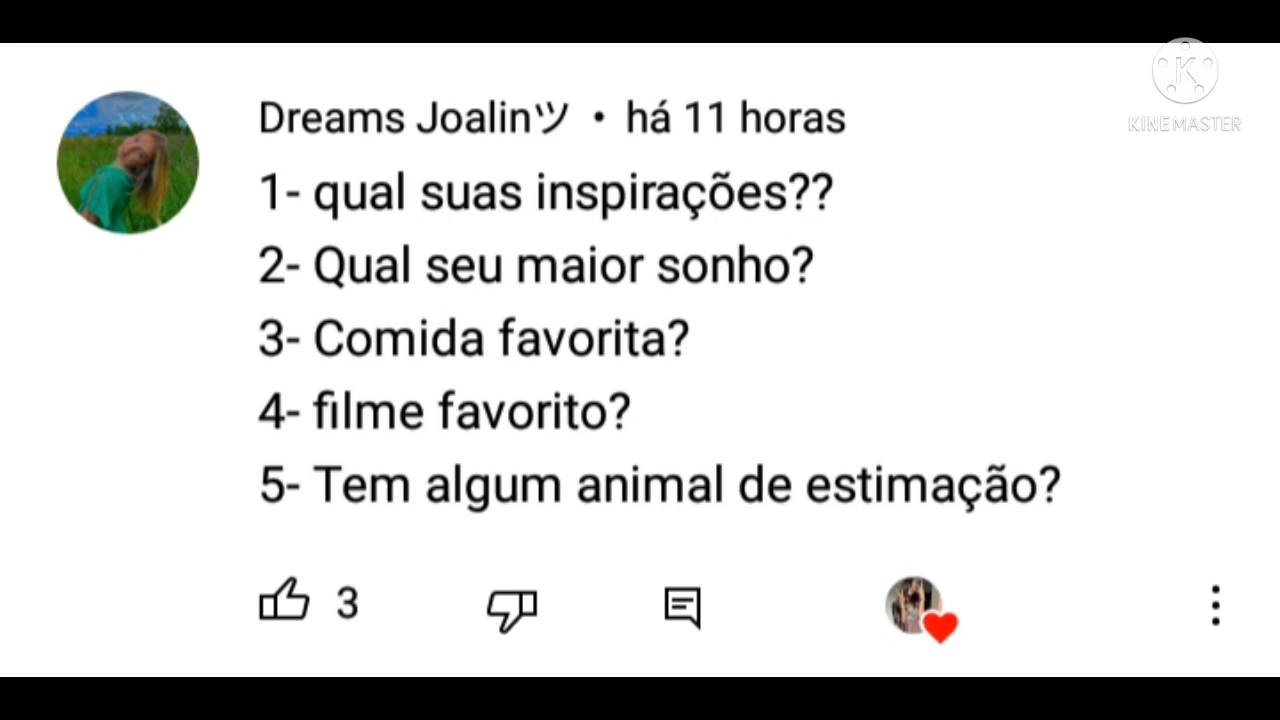 Dreams Joalinツ • há 11 horas
KINEMASTER
1- qual suas inspirações??
2- Qual seu maior sonho?
3- Comida favorita?
4- filme favorito?
5- Tem algum animal de estimação?
3